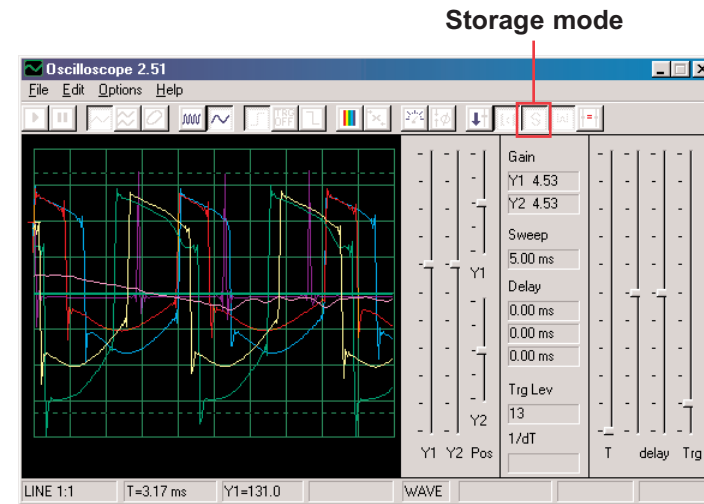 Storage mode
Oscilloscope 2.51
File Edit Options Help
TRG OFF
S
Gain
Y1 4.53
Y2 4.53
Sweep
5.00 ms
Y1
Delay
0.00 ms
0.00 ms
0.00 ms
Trg Lev
13
Y2
1/dT
Y1 Y2 Pos
T delay Trg
LINE 1:1 T=3.17 ms Y1=131.0 WAVE